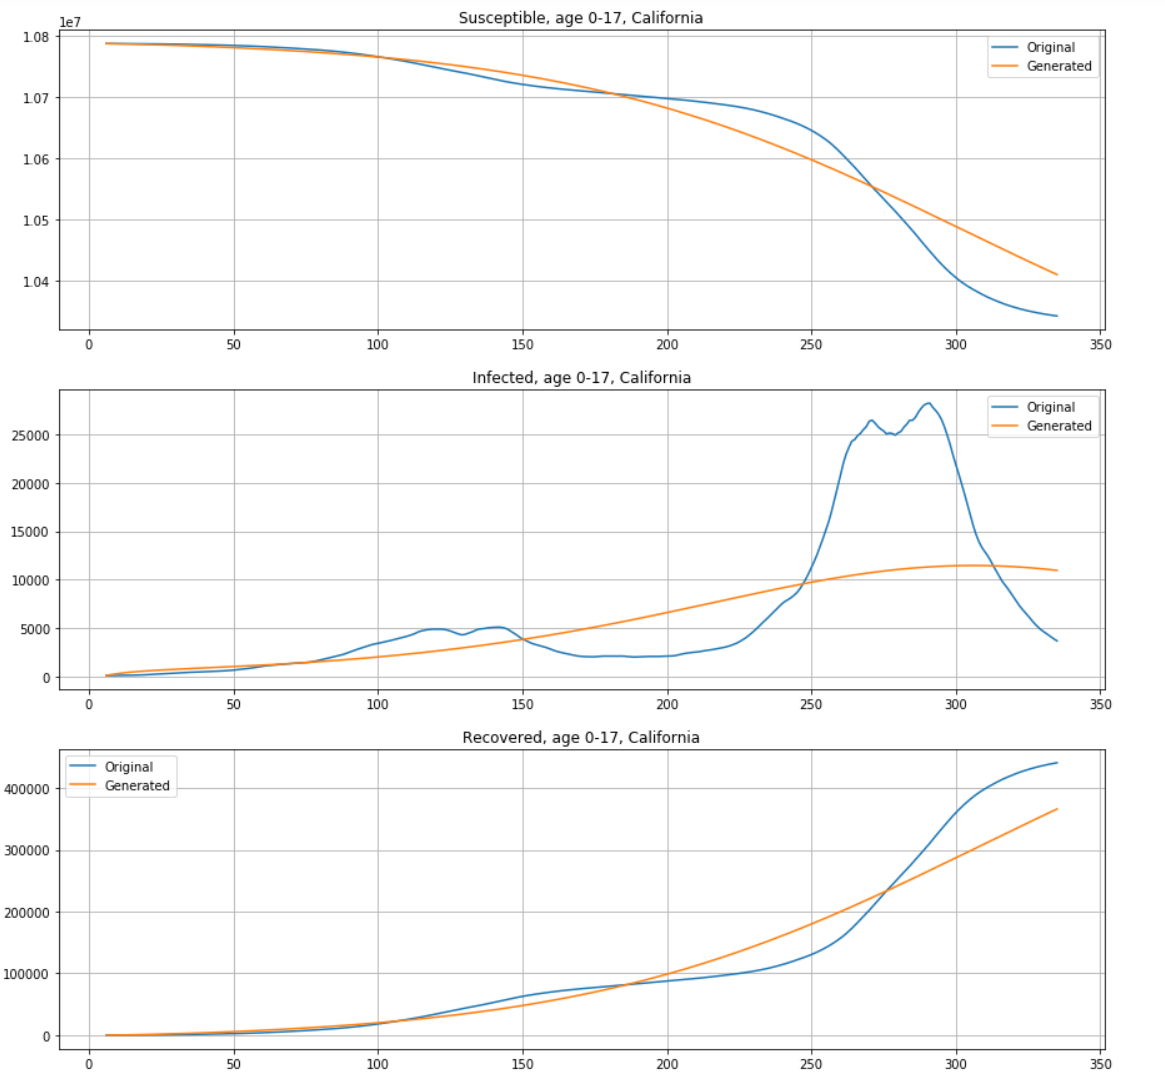 Susceptible, age 0-17, California
1e7
1.08
1.07
1.06
1.05
1.04
Original
Generated
0 50 100 150 200 250 300 350
Infected, age 0-17, California
25000
20000
15000
10000
5000
0
Original
Generated
0 50 100 150 200 250 300 350
Recovered, age 0-17, California
Original
Generated
400000
300000
200000
100000
0
0 50 100 150 200 250 300 350